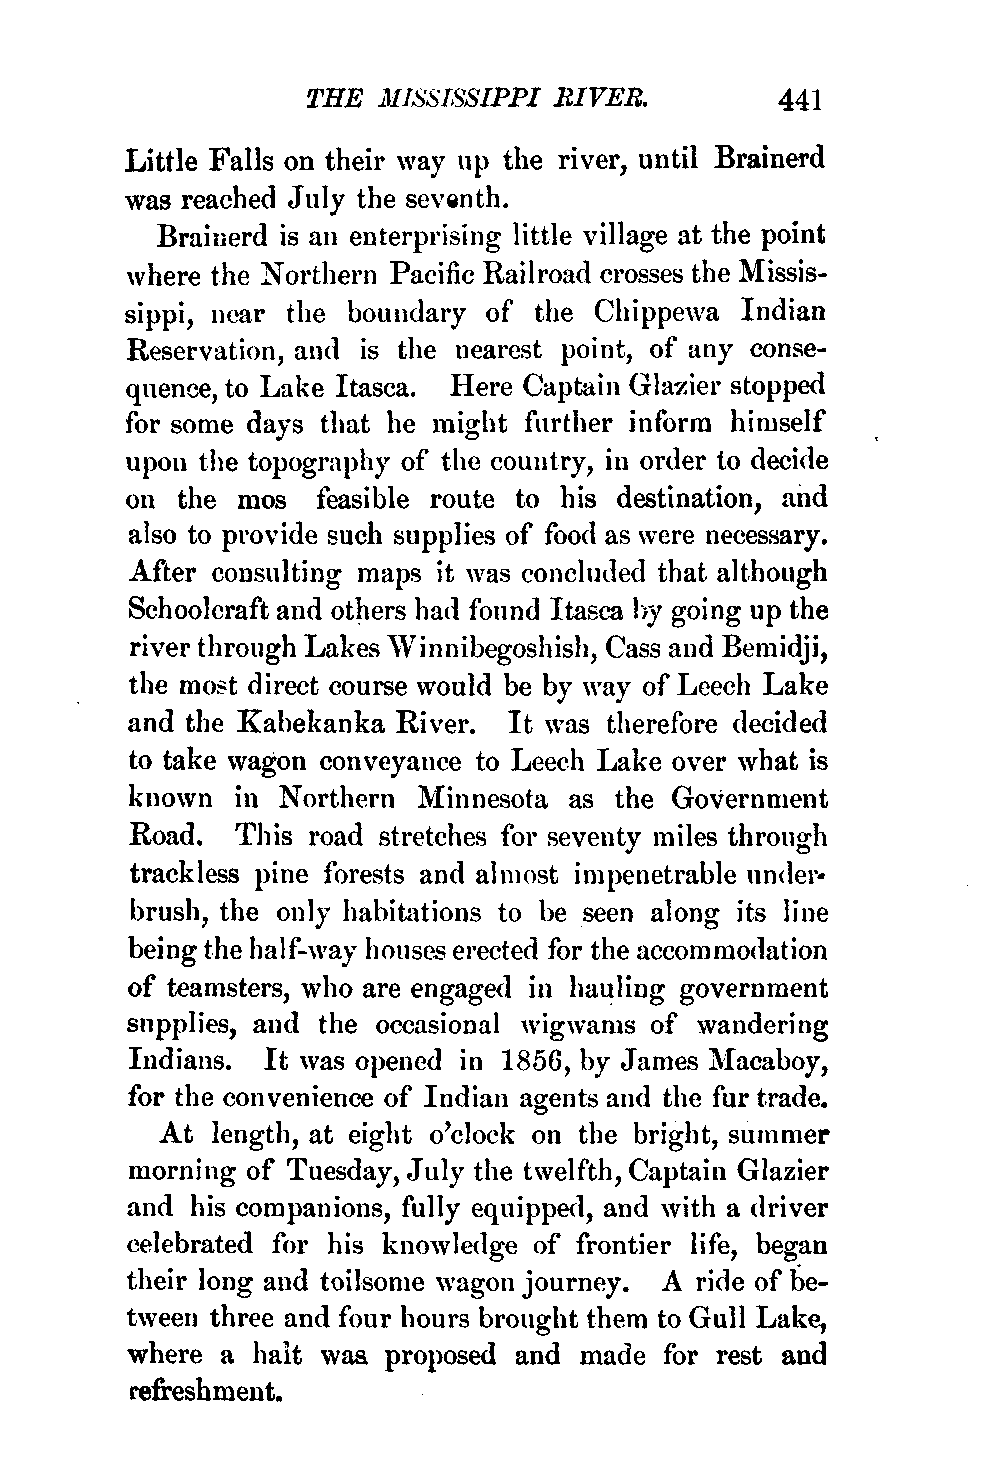 THE MISSISSIPPI RIVER. 441
Little Falls on their way up the river, until Brainerd
was reached July the seventh.
Brainerd is an enterprising little village at the point
where the Northern Pacific Railroad crosses the Missis-
sippi, near the boundary of the Chippewa Indian
Reservation, and is the nearest point, of any conse-
quence, to Lake Itasca. Here Captain Glazier stopped
for some days that he might further inform himself
upon the topography of the country, in order to decide
on the mos feasible route to his destination, and
also to provide such supplies of food as were necessary.
After consulting maps it was concluded that although
Schoolcraft and others had found Itasca by going up the
river through Lakes Winnibegoshish, Cass and Bemidji,
the most direct course would be by way of Leech Lake
and the Kabekanka River. It was therefore decided
to take wagon conveyance to Leech Lake over what is
known in Northern Minnesota as the Government
Road. This road stretches for seventy miles through
trackless pine forests and almost impenetrable under-
brush, the only habitations to be seen along its line
being the half-way houses erected for the accommodation
of teamsters, who are engaged in hauling government
supplies, and the occasional wigwams of wandering
Indians. It was opened in 1856, by James Macaboy,
for the convenience of Indian agents and the fur trade.
At length, at eight o'clock on the bright, summer
morning of Tuesday, July the twelfth, Captain Glazier
and his companions, fully equipped, and with a driver
celebrated for his knowledge of frontier life, began
their long and toilsome wagon journey. A ride of be-
tween three and four hours brought them to Gull Lake,
where a halt was proposed and made for rest and
refreshment.